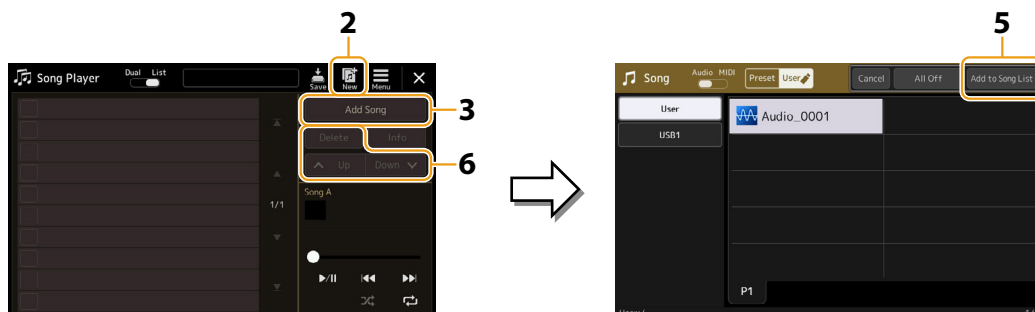 2
Song Player
Dual List
Save
New
Menu
Add Song
3
Delete
Info
Up
Down
6
Song A
1/1
5
Song
Audio MIDI
Preset
User
Cancel
All Off
Add to Song List
User
USB1
Audio_0001
P1